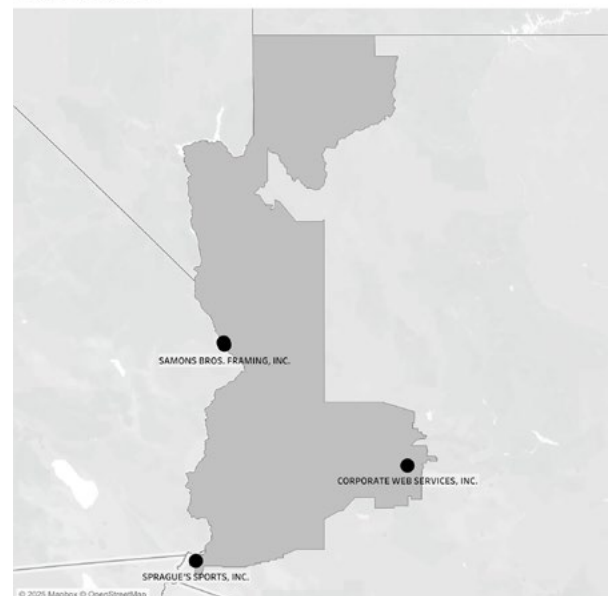 SAMONS BROS. FRAMING, INC.
CORPORATE WEB SERVICES, INC.
SPRAGUE'S SPORTS, INC.
© 2025 Mapbox © OpenStreetMap